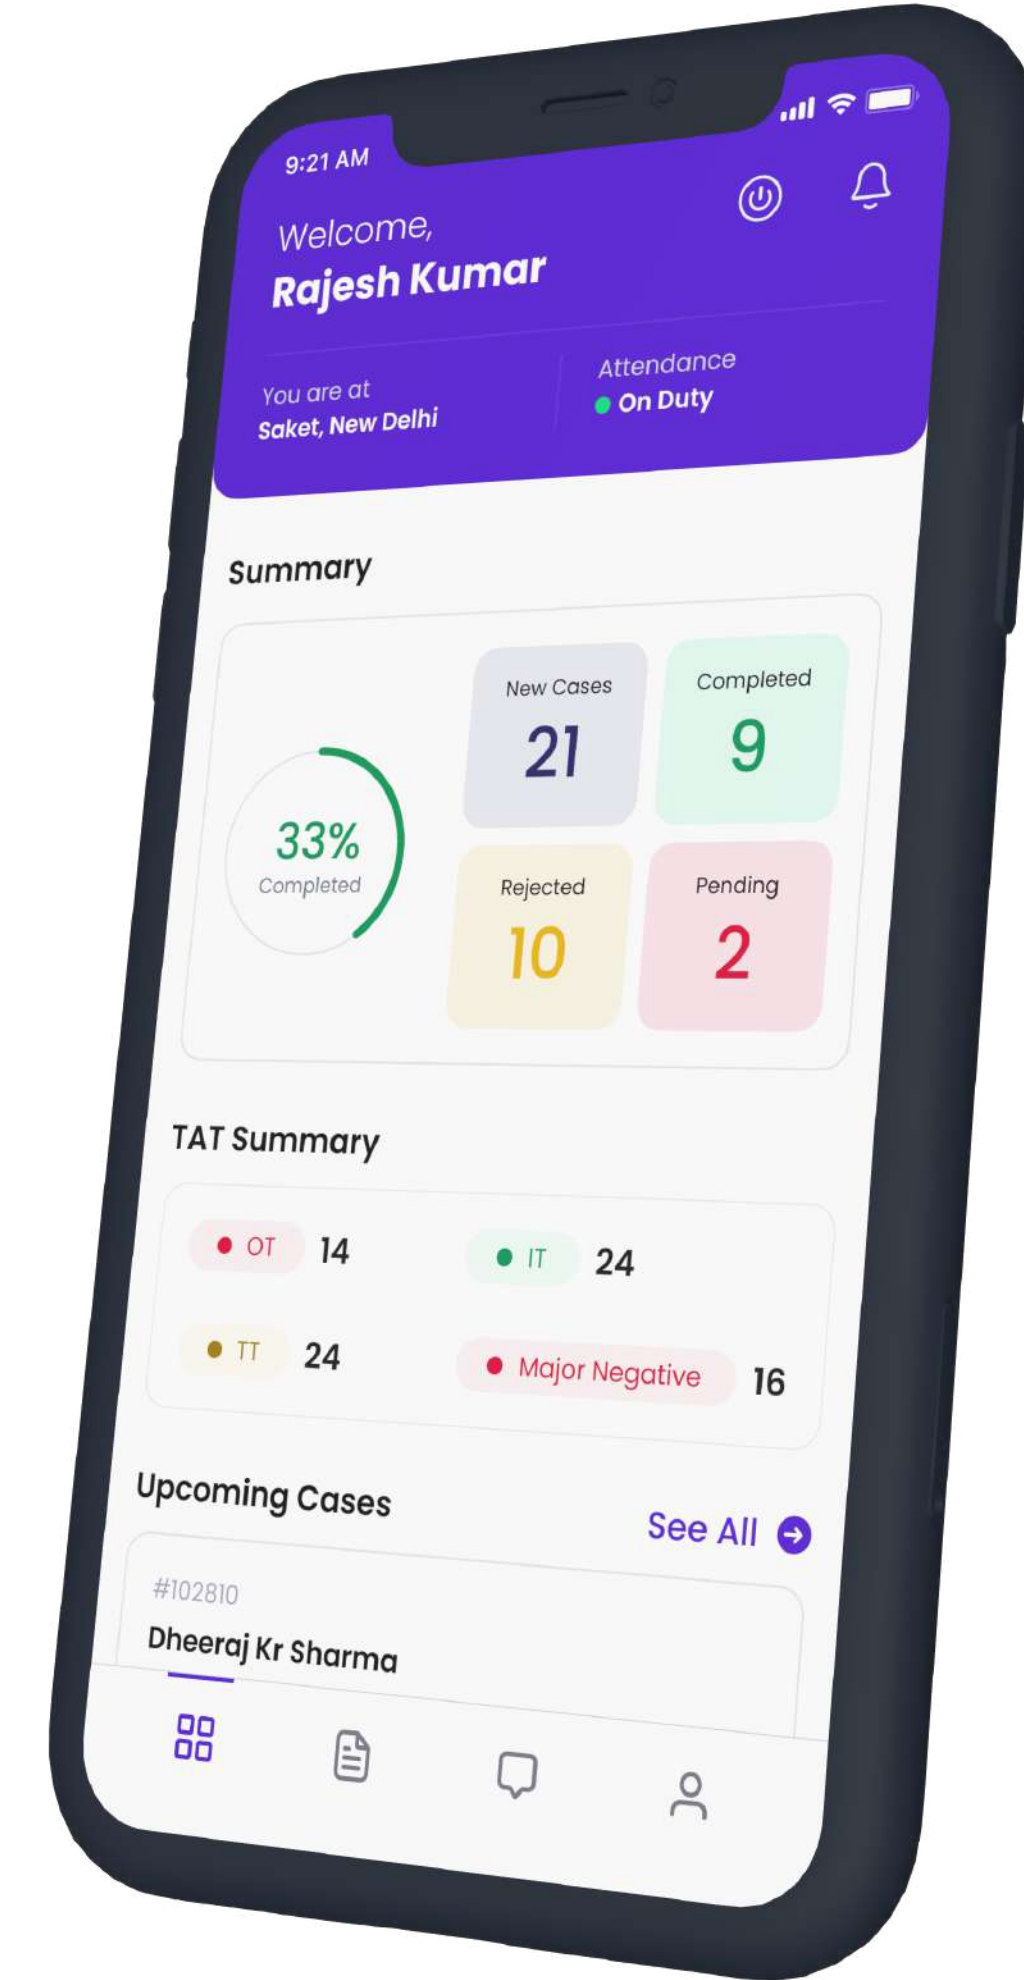 9:21 AM
Welcome,
Rajesh Kumar
You are at
Saket, New Delhi
Attendance
On Duty
Summary
33%
Completed
New Cases
21
Completed
9
Rejected
10
Pending
2
TAT Summary
OT 14
IT 24
TT 24
Major Negative 16
Upcoming Cases
See All
#102810
Dheeraj Kr Sharma